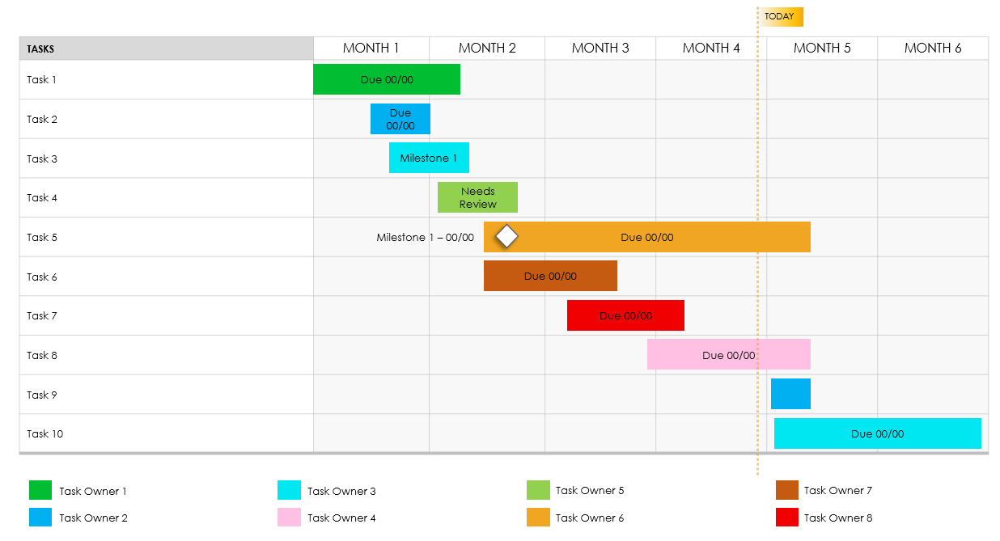 TODAY
TASKS
MONTH 1
MONTH 2
MONTH 3
MONTH 4
MONTH 5
MONTH 6
Task 1
Due 00/00
Task 2
Due
00/00
Task 3
Milestone 1
Task 4
Needs
Review
Task 5
Milestone 1 – 00/00
Due 00/00
Task 6
Due 00/00
Task 7
Due 00/00
Task 8
Due 00/00
Task 9
Task 10
Due 00/00
Task Owner 1
Task Owner 3
Task Owner 5
Task Owner 7
Task Owner 2
Task Owner 4
Task Owner 6
Task Owner 8